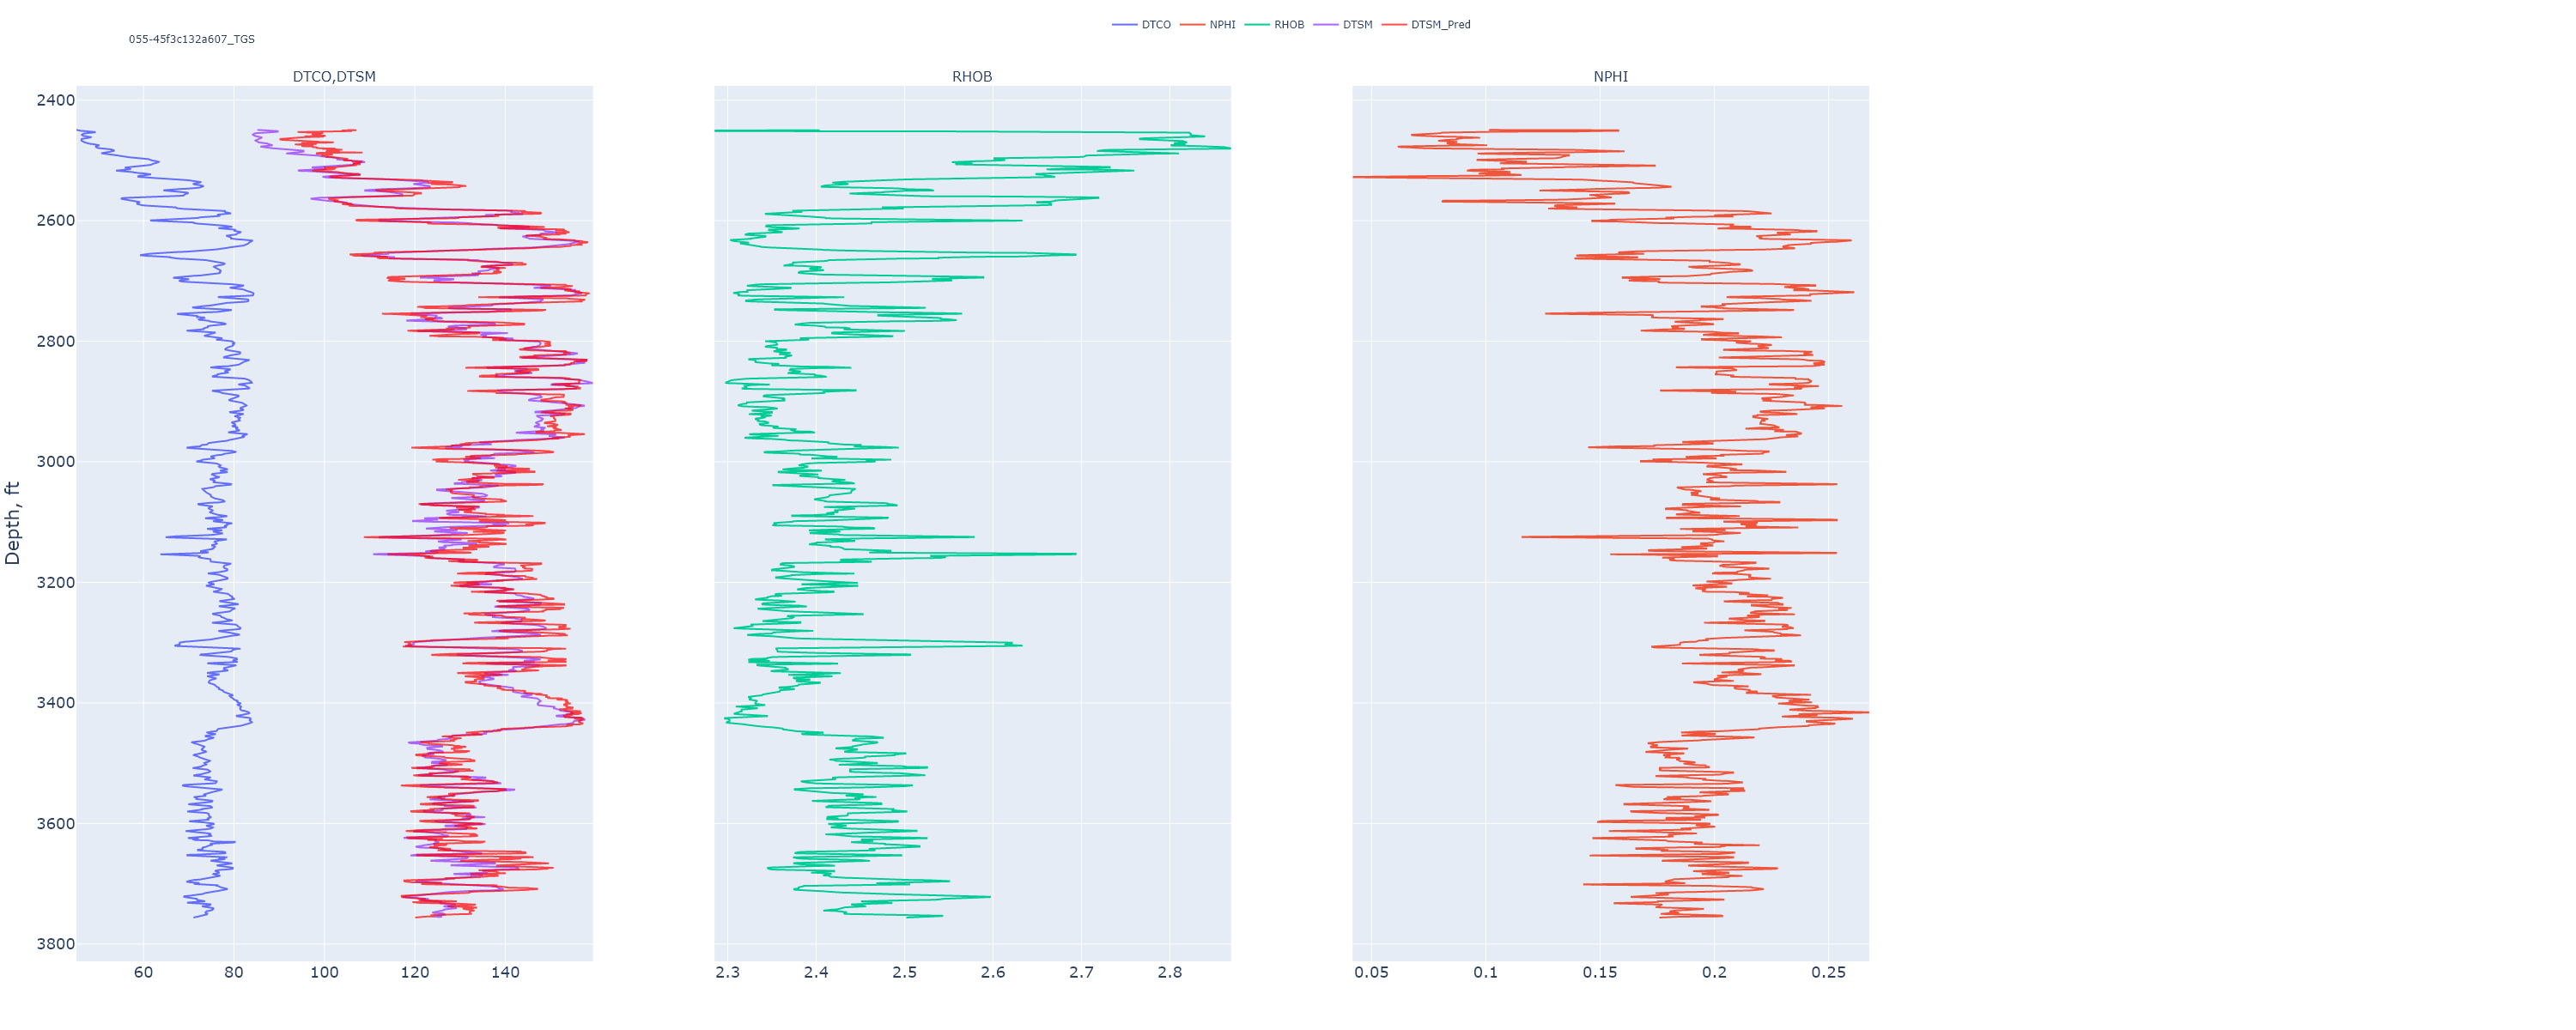 DTCO NPHI RHOB DTSM DTSM_Pred
055-45f3c132a607_TGS
DTCO,DTSM RHOB NPHI
2400
2600
2800
3000
3200
3400
3600
3800
Depth, ft
60 80 100 120 140 2.3 2.4 2.5 2.6 2.7 2.8 0.05 0.1 0.15 0.2 0.25